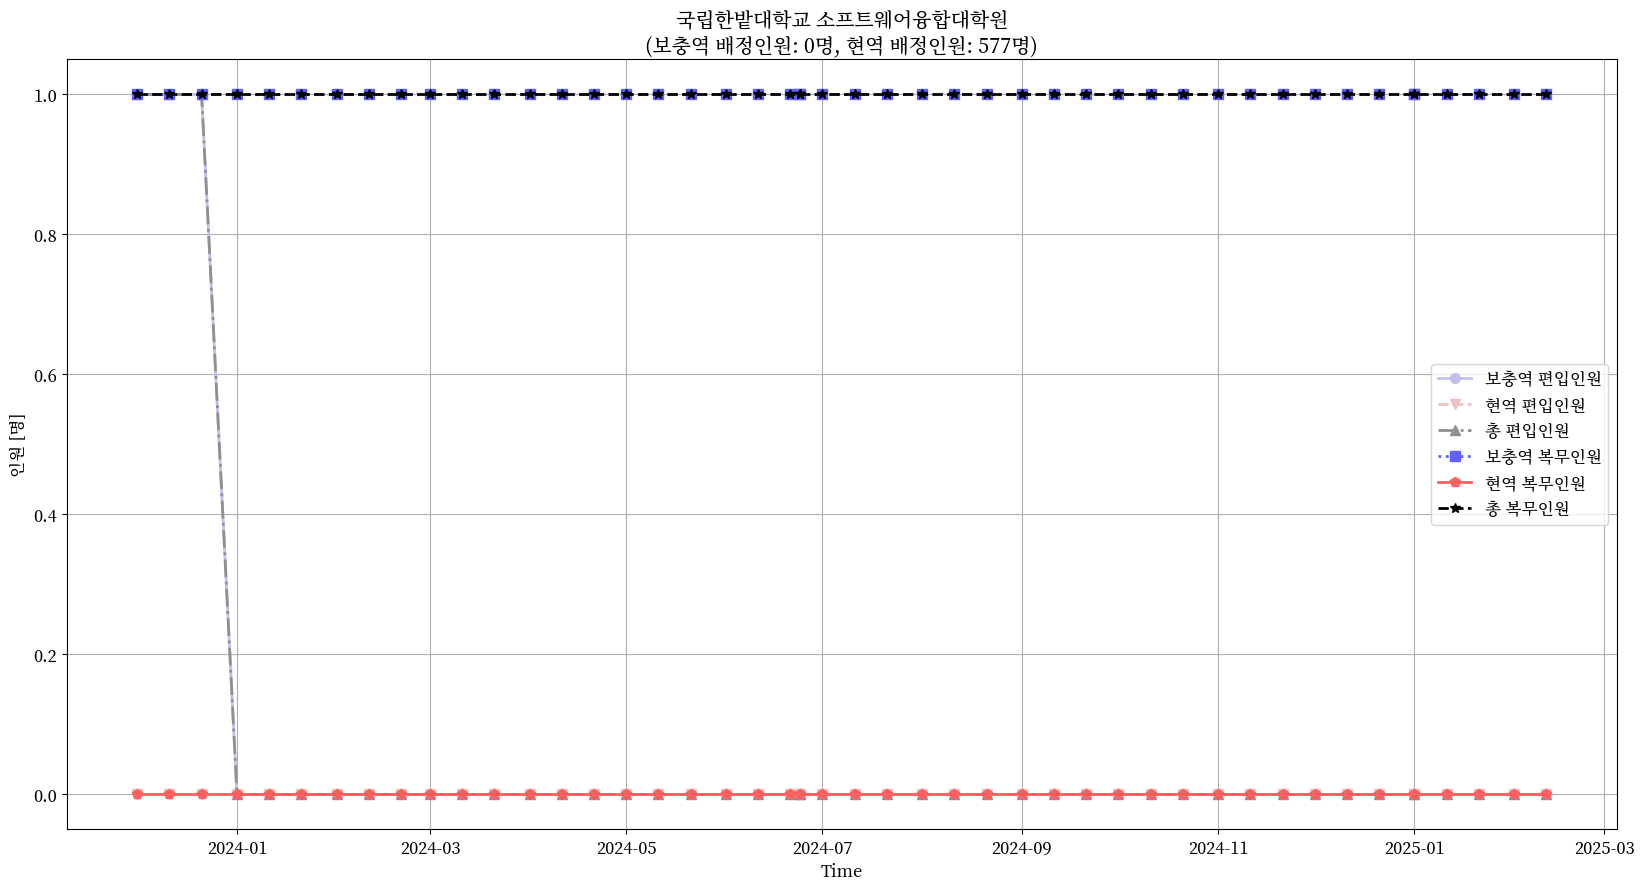 국립한밭대학교 소프트웨어융합대학원
(보충역 배정인원: 0명, 현역 배정인원: 577명)
1.0
0.8
0.6
0.4
0.2
0.0
인원 [명]
보충역 편입인원
현역 편입인원
총 편입인원
보충역 복무인원
현역 복무인원
총 복무인원
2024-01 2024-03 2024-05 2024-07 2024-09 2024-11 2025-01 2025-03
Time